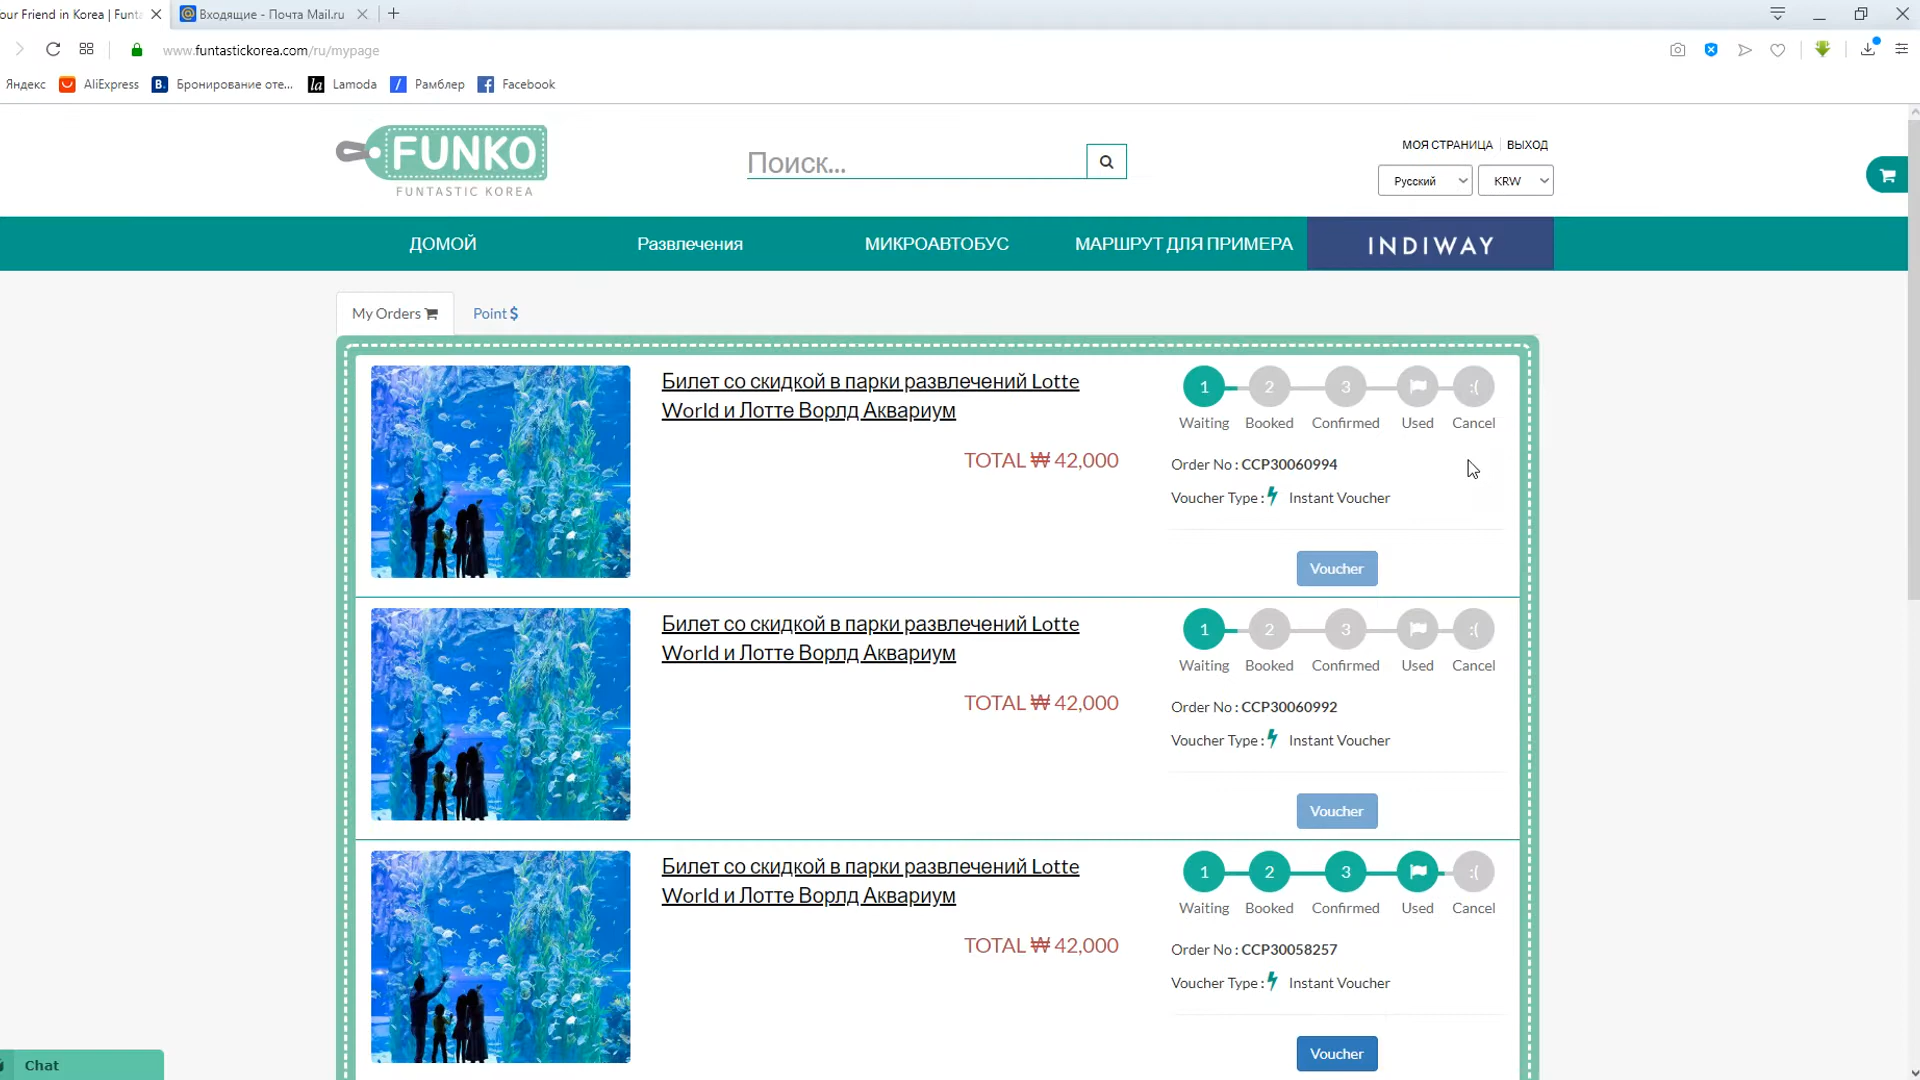 our Friend in Korea | Funta
Входящие - Почта Mail.ru
www.funtastickorea.com/ru/mypage
Яндекс
AliExpress
B.
Бронирование оте...
la
Lamoda
Рамблер
Facebook
FUNKO
FUNTASTIC KOREA
Поиск...
МОЯ СТРАНИЦА
ВЫХОД
Русский
KRW
ДОМОЙ
Развлечения
МИКРОАВТОБУС
МАРШРУТ ДЛЯ ПРИМЕРА
INDIWAY
My Orders
Point $
Билет со скидкой в парки развлечений Lotte
World и Лотте Ворлд Аквариум
TOTAL ₩ 42,000
1 2 3 :(
Waiting Booked Confirmed Used Cancel
Order No : CCP30060994
Voucher Type : Instant Voucher
Voucher
Билет со скидкой в парки развлечений Lotte
World и Лотте Ворлд Аквариум
TOTAL ₩ 42,000
1 2 3 :(
Waiting Booked Confirmed Used Cancel
Order No : CCP30060992
Voucher Type : Instant Voucher
Voucher
Билет со скидкой в парки развлечений Lotte
World и Лотте Ворлд Аквариум
TOTAL ₩ 42,000
1 2 3 :(
Waiting Booked Confirmed Used Cancel
Order No : CCP30058257
Voucher Type : Instant Voucher
Voucher
Chat